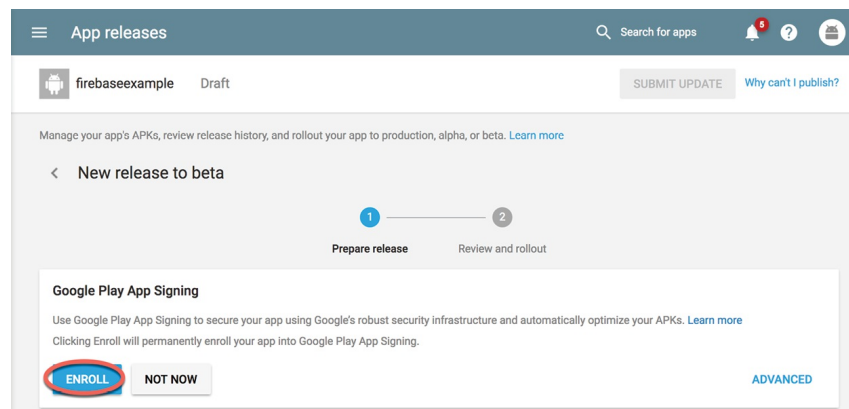 App releases
Search for apps
5
firebaseexample Draft
SUBMIT UPDATE
Why can't I publish?
Manage your app's APKs, review release history, and rollout your app to production, alpha, or beta. Learn more
New release to beta
1 2
Prepare release Review and rollout
Google Play App Signing
Use Google Play App Signing to secure your app using Google's robust security infrastructure and automatically optimize your APKs. Learn more
Clicking Enroll will permanently enroll your app into Google Play App Signing.
ENROLL NOT NOW ADVANCED